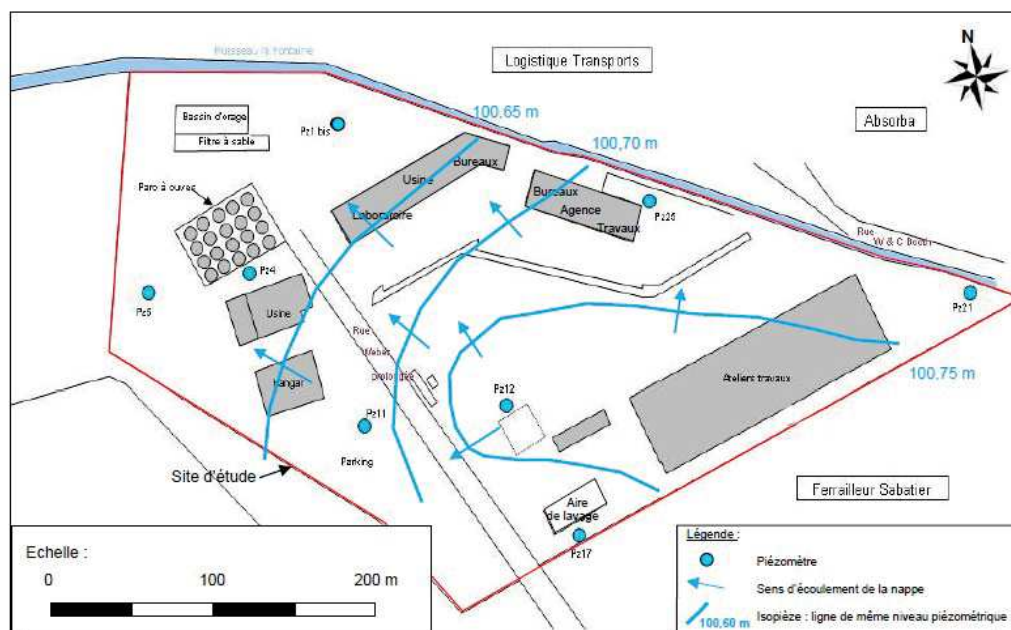 Ruisseau la Fontaine
Logistique Transports
N
100,65 m
Absorba
Bassin d'orage
Pz1 bis
100,70 m
Filtre à sable
Bureaux
Usine
Parc à cuves
Bureaux
Laboratoire
Agence
Pz25
Travaux
Rue
W & C Booth
Pz4
Pz5
Pz21
Usine
Rue
Weber
prolongée
Hangar
Ateliers travaux
100,75 m
Pz12
Pz11
Parking
Site d'étude
Ferrailleur Sabatier
Aire
de lavage
Pz17
Echelle :
0 100 200 m
Légende :
Piézomètre
Sens d'écoulement de la nappe
100,60 m
Isopièze : ligne de même niveau piézométrique